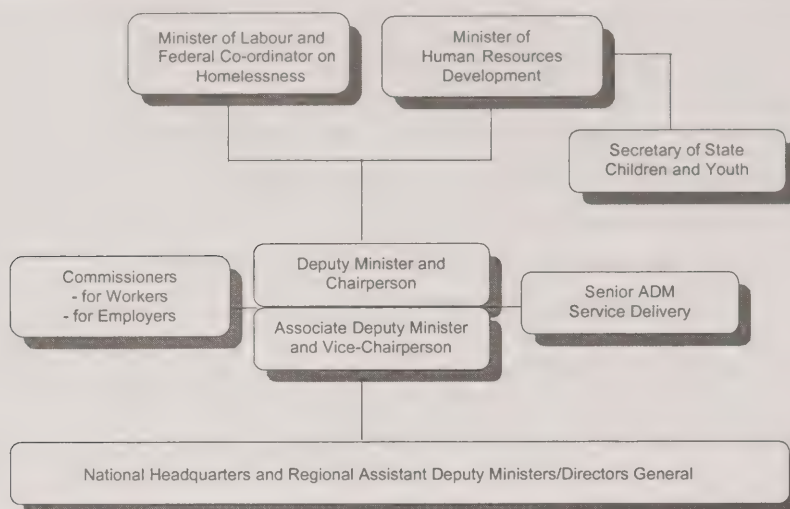 Minister of Labour and
Federal Co-ordinator on
Homelessness
Minister of
Human Resources
Development
Secretary of State
Children and Youth
Commissioners
- for Workers
- for Employers
Deputy Minister and
Chairperson
Associate Deputy Minister
and Vice-Chairperson
Senior ADM
Service Delivery
National Headquarters and Regional Assistant Deputy Ministers/Directors General